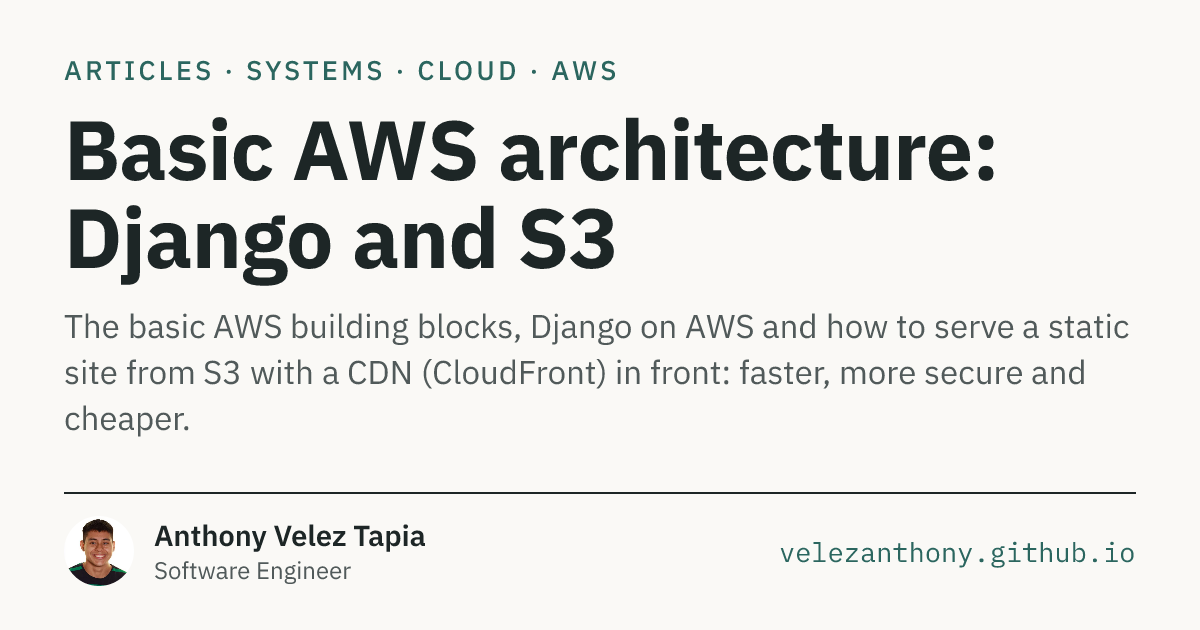 ARTICLES · SYSTEMS · CLOUD · AWS
Basic AWS architecture:
Django and S3
The basic AWS building blocks, Django on AWS and how to serve a static
site from S3 with a CDN (CloudFront) in front: faster, more secure and
cheaper.
Anthony Velez Tapia
Software Engineer
velezanthony.github.io